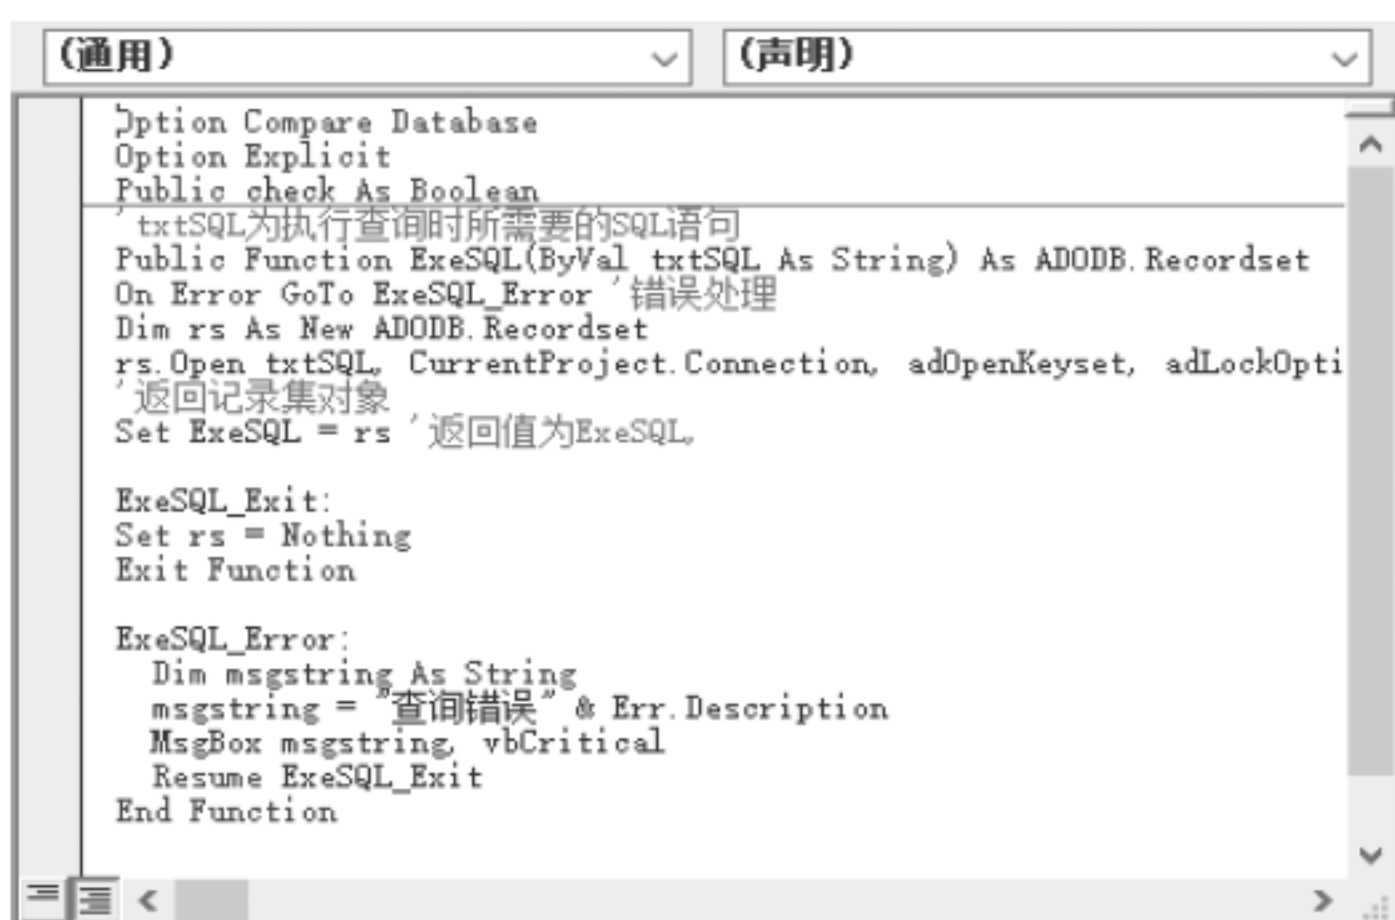 (通用)
(声明)
Option Compare Database
Option Explicit
Public check As Boolean
'txtSQL为执行查询时所需要的SQL语句
Public Function ExeSQL(ByVal txtSQL As String) As ADODB.Recordset
On Error GoTo ExeSQL_Error '错误处理
Dim rs As New ADODB.Recordset
rs.Open txtSQL, CurrentProject.Connection, adOpenKeyset, adLockOpti
'返回记录集对象
Set ExeSQL = rs '返回值为ExeSQL。
ExeSQL_Exit:
Set rs = Nothing
Exit Function
ExeSQL_Error:
Dim msgstring As String
msgstring = "查询错误" & Err.Description
MsgBox msgstring, vbCritical
Resume ExeSQL_Exit
End Function